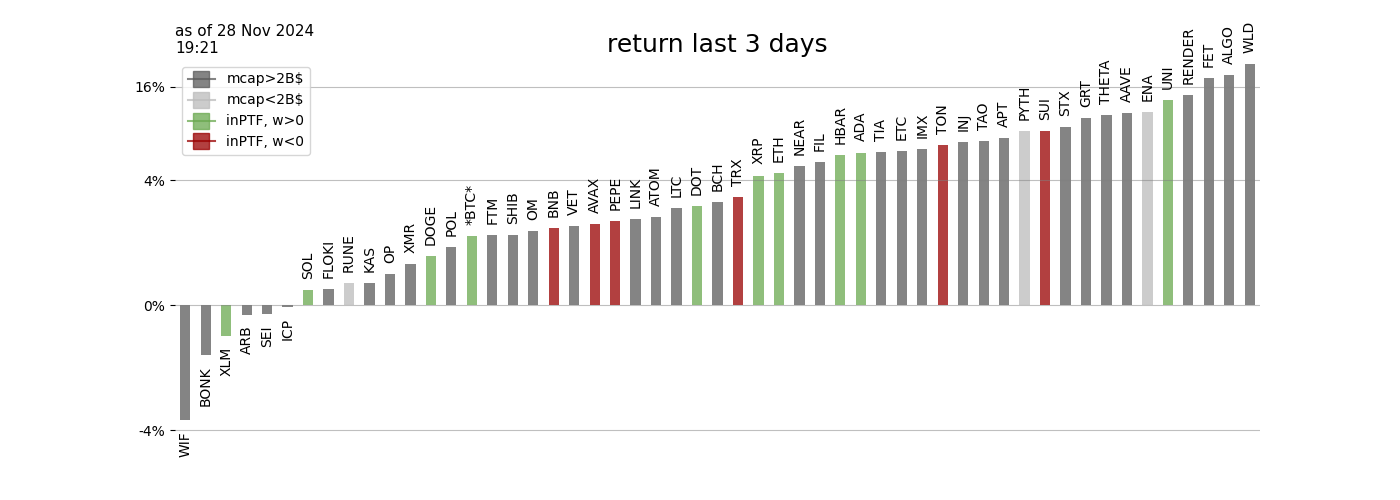 as of 28 Nov 2024
19:21
return last 3 days
mcap>2B$
mcap<2B$
inPTF, w>0
inPTF, w<0
16%
4%
0%
-4%
WIF
BONK
XLM
ARB
SEI
ICP
SOL
FLOKI
RUNE
KAS
OP
XMR
DOGE
POL
*BTC*
FTM
SHIB
OM
BNB
VET
AVAX
PEPE
LINK
ATOM
LTC
DOT
BCH
TRX
XRP
ETH
NEAR
FIL
HBAR
ADA
TIA
ETC
IMX
TON
INJ
TAO
APT
PYTH
SUI
STX
GRT
THETA
AAVE
ENA
UNI
RENDER
FET
ALGO
WLD